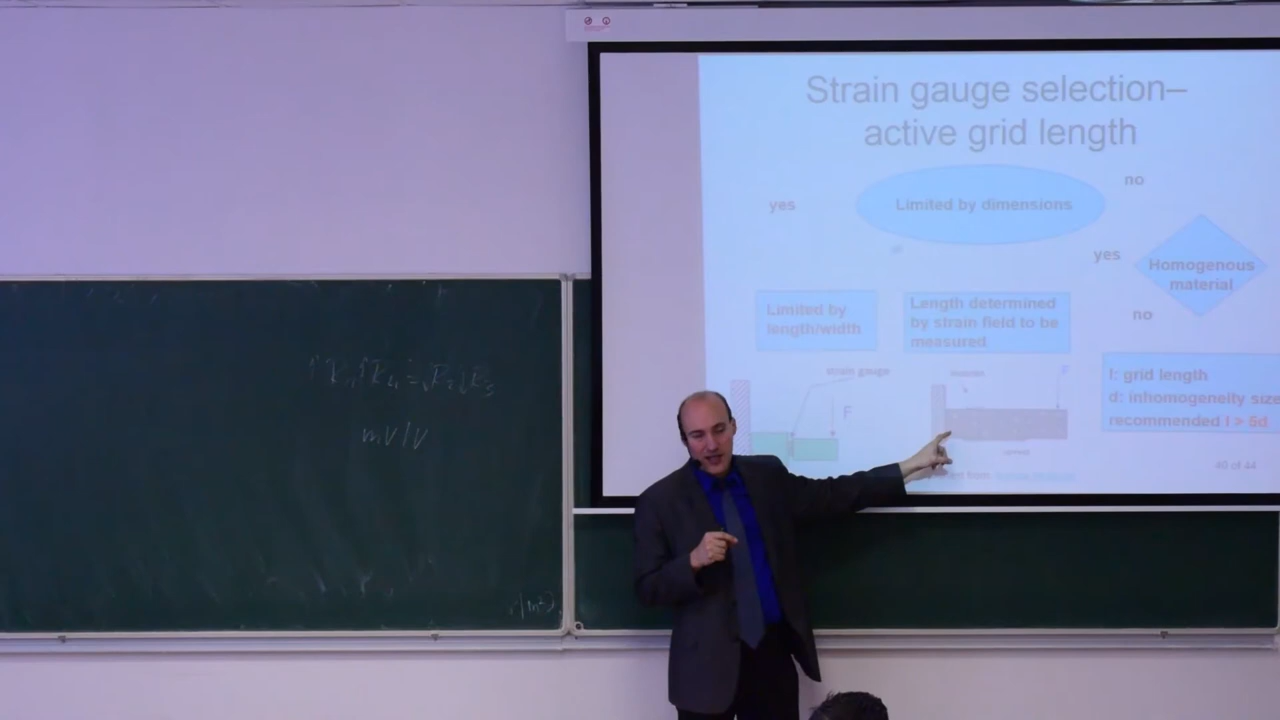 Strain gauge selection–
active grid length
no
yes
Limited by dimensions
yes
Homogenous
material
no
Limited by
length/width
Length determined
by strain field to be
measured
strain gauge
F
F
l: grid length
d: inhomogeneity size
recommended l > 5d
40 of 44
from
mV/V